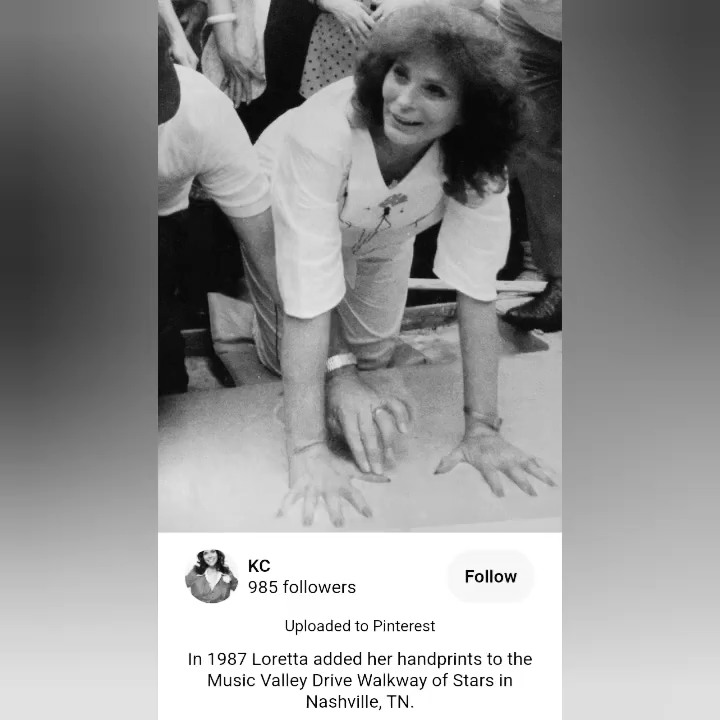 KC
985 followers
Follow
Uploaded to Pinterest
In 1987 Loretta added her handprints to the
Music Valley Drive Walkway of Stars in
Nashville, TN.